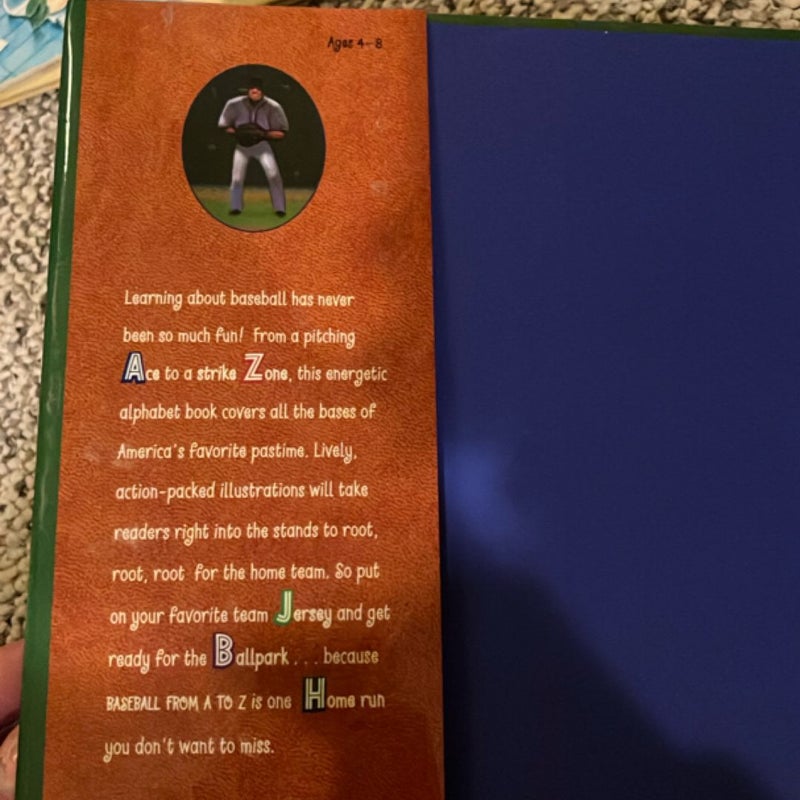 Ages 4-8
Learning about baseball has never
been so much fun! From a pitching
Ace to a strike Zone, this energetic
alphabet book covers all the bases of
America's favorite pastime. Lively,
action-packed illustrations will take
readers right into the stands to root,
root, root for the home team. So put
on your favorite team Jersey and get
ready for the Ballpark . . . because
BASEBALL FROM A TO Z is one Home run
you don't want to miss.